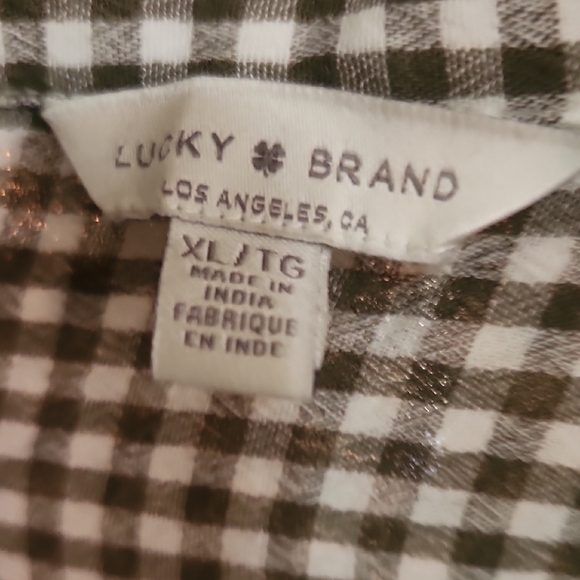 LUCKY BRAND
LOS ANGELES, CA
XL/TG
MADE IN
INDIA
FABRIQUE
EN INDE